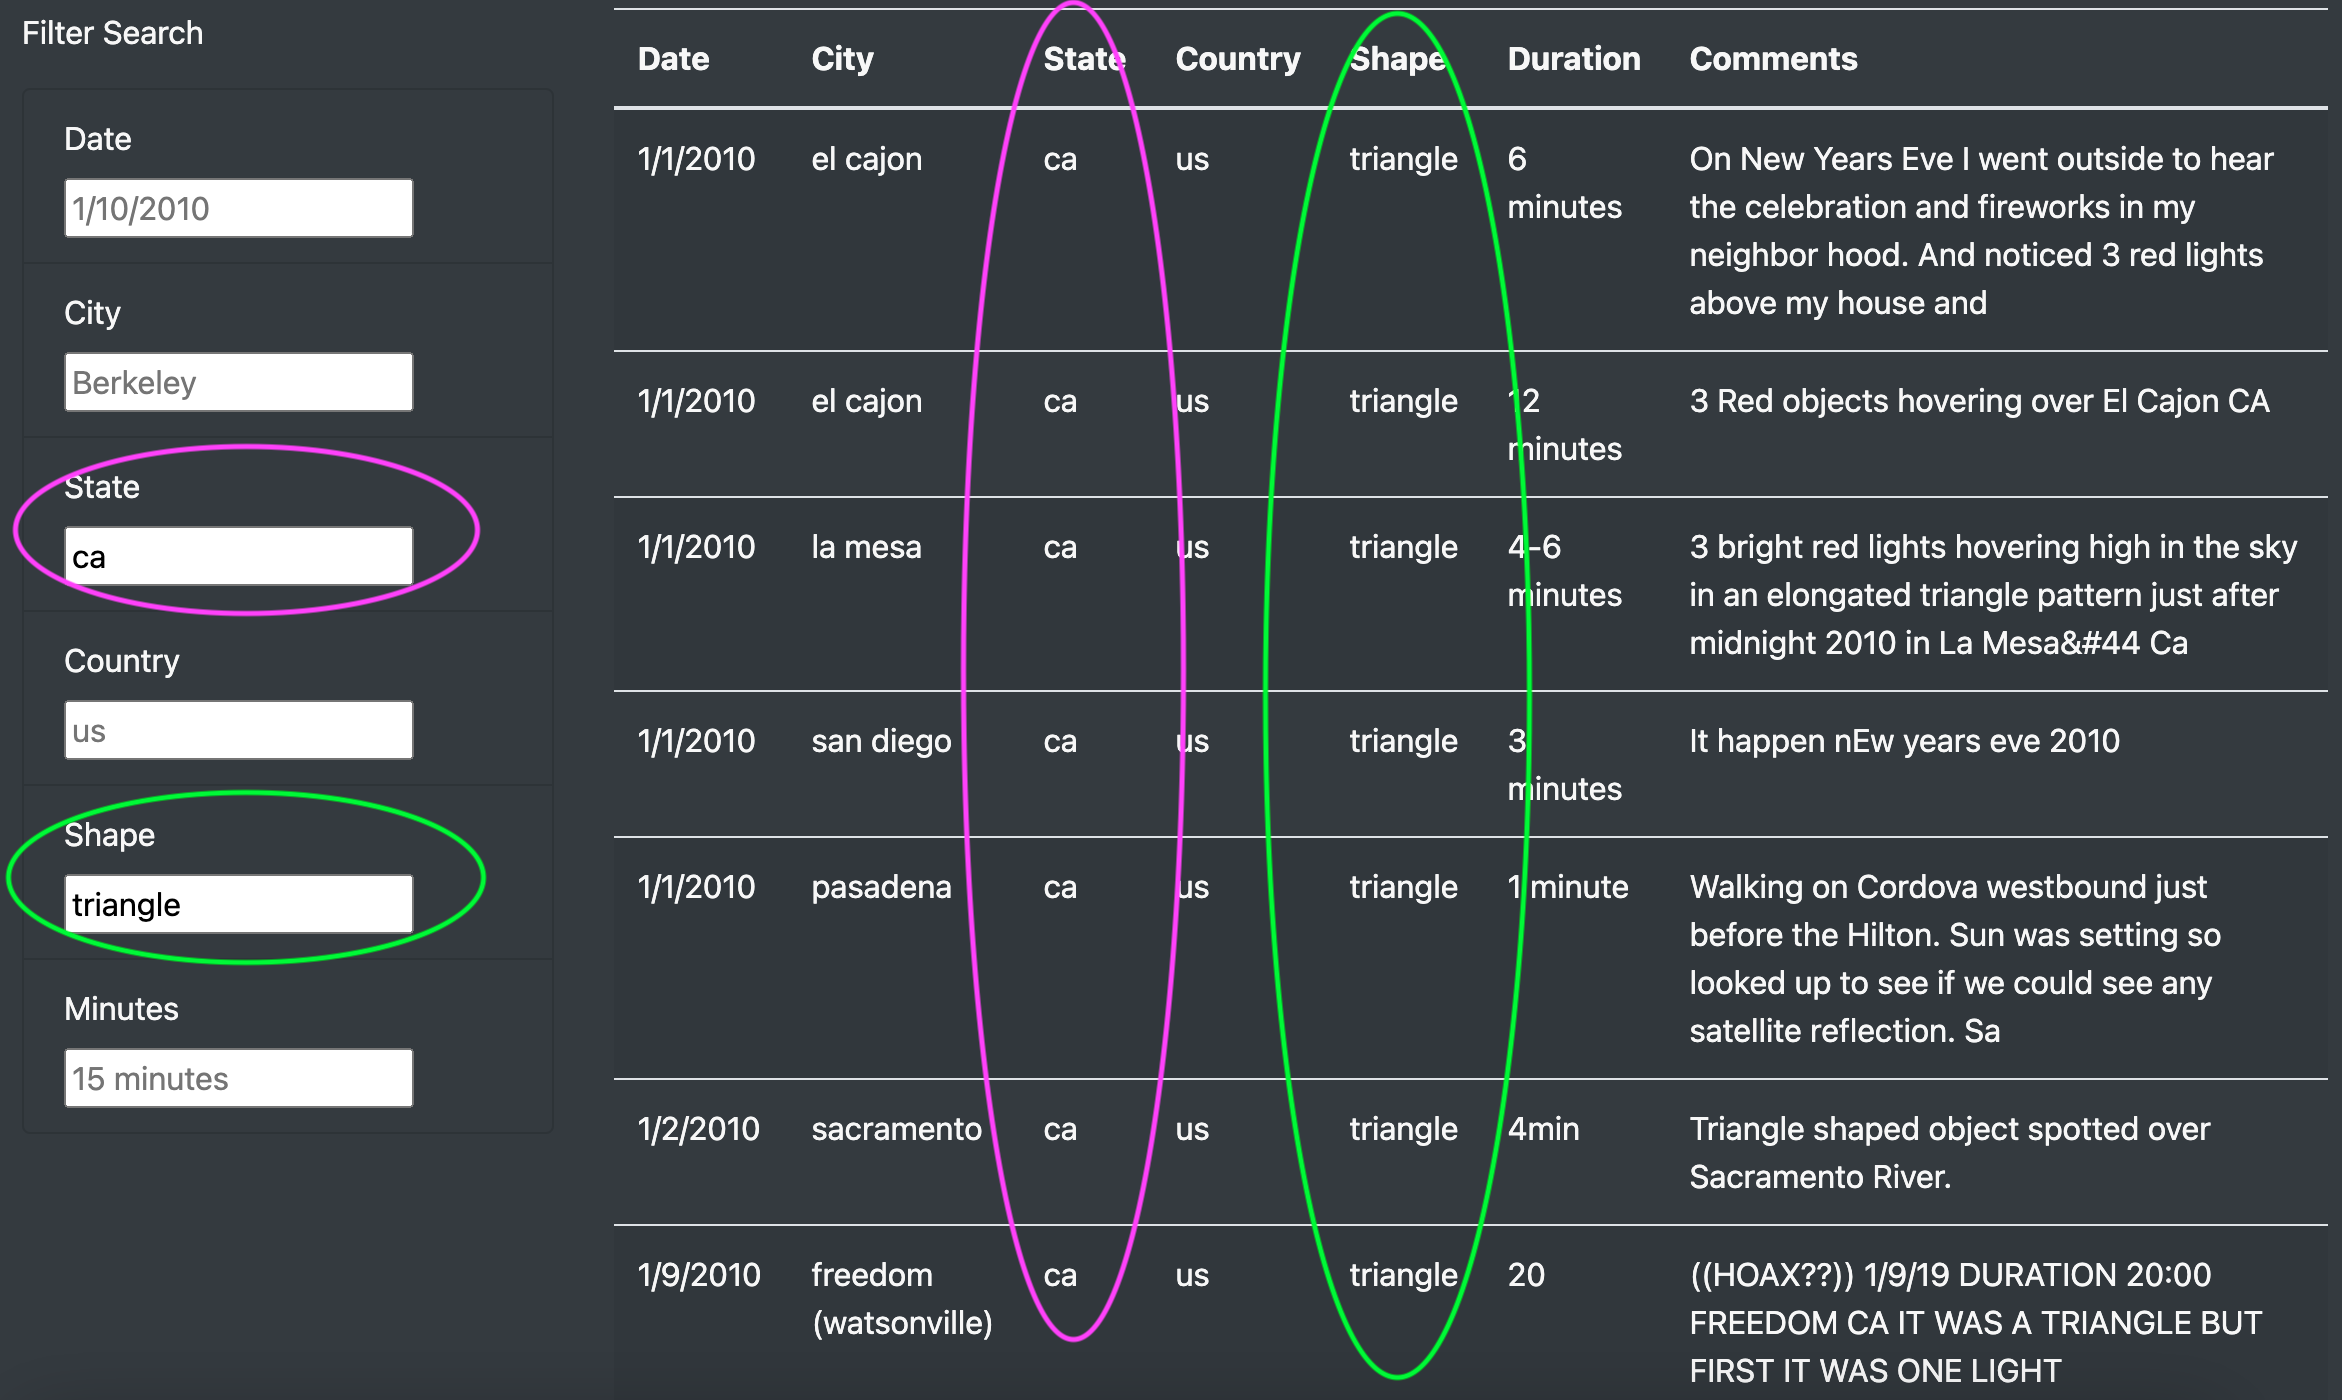 Filter Search
Date
1/10/2010
City
Berkeley
State
ca
Country
us
Shape
triangle
Minutes
15 minutes
Date City State Country Shape Duration Comments
1/1/2010 el cajon ca us triangle 6 On New Years Eve I went outside to hear
minutes the celebration and fireworks in my
neighbor hood. And noticed 3 red lights
above my house and
1/1/2010 el cajon ca us triangle 12 3 Red objects hovering over El Cajon CA
minutes
1/1/2010 la mesa ca us triangle 4-6 3 bright red lights hovering high in the sky
minutes in an elongated triangle pattern just after
midnight 2010 in La Mesa&#44 Ca
1/1/2010 san diego ca us triangle 3 It happen nEw years eve 2010
minutes
1/1/2010 pasadena ca us triangle 1 minute Walking on Cordova westbound just
before the Hilton. Sun was setting so
looked up to see if we could see any
satellite reflection. Sa
1/2/2010 sacramento ca us triangle 4min Triangle shaped object spotted over
Sacramento River.
1/9/2010 freedom ca us triangle 20 ((HOAX??)) 1/9/19 DURATION 20:00
(watsonville) FREEDOM CA IT WAS A TRIANGLE BUT
FIRST IT WAS ONE LIGHT